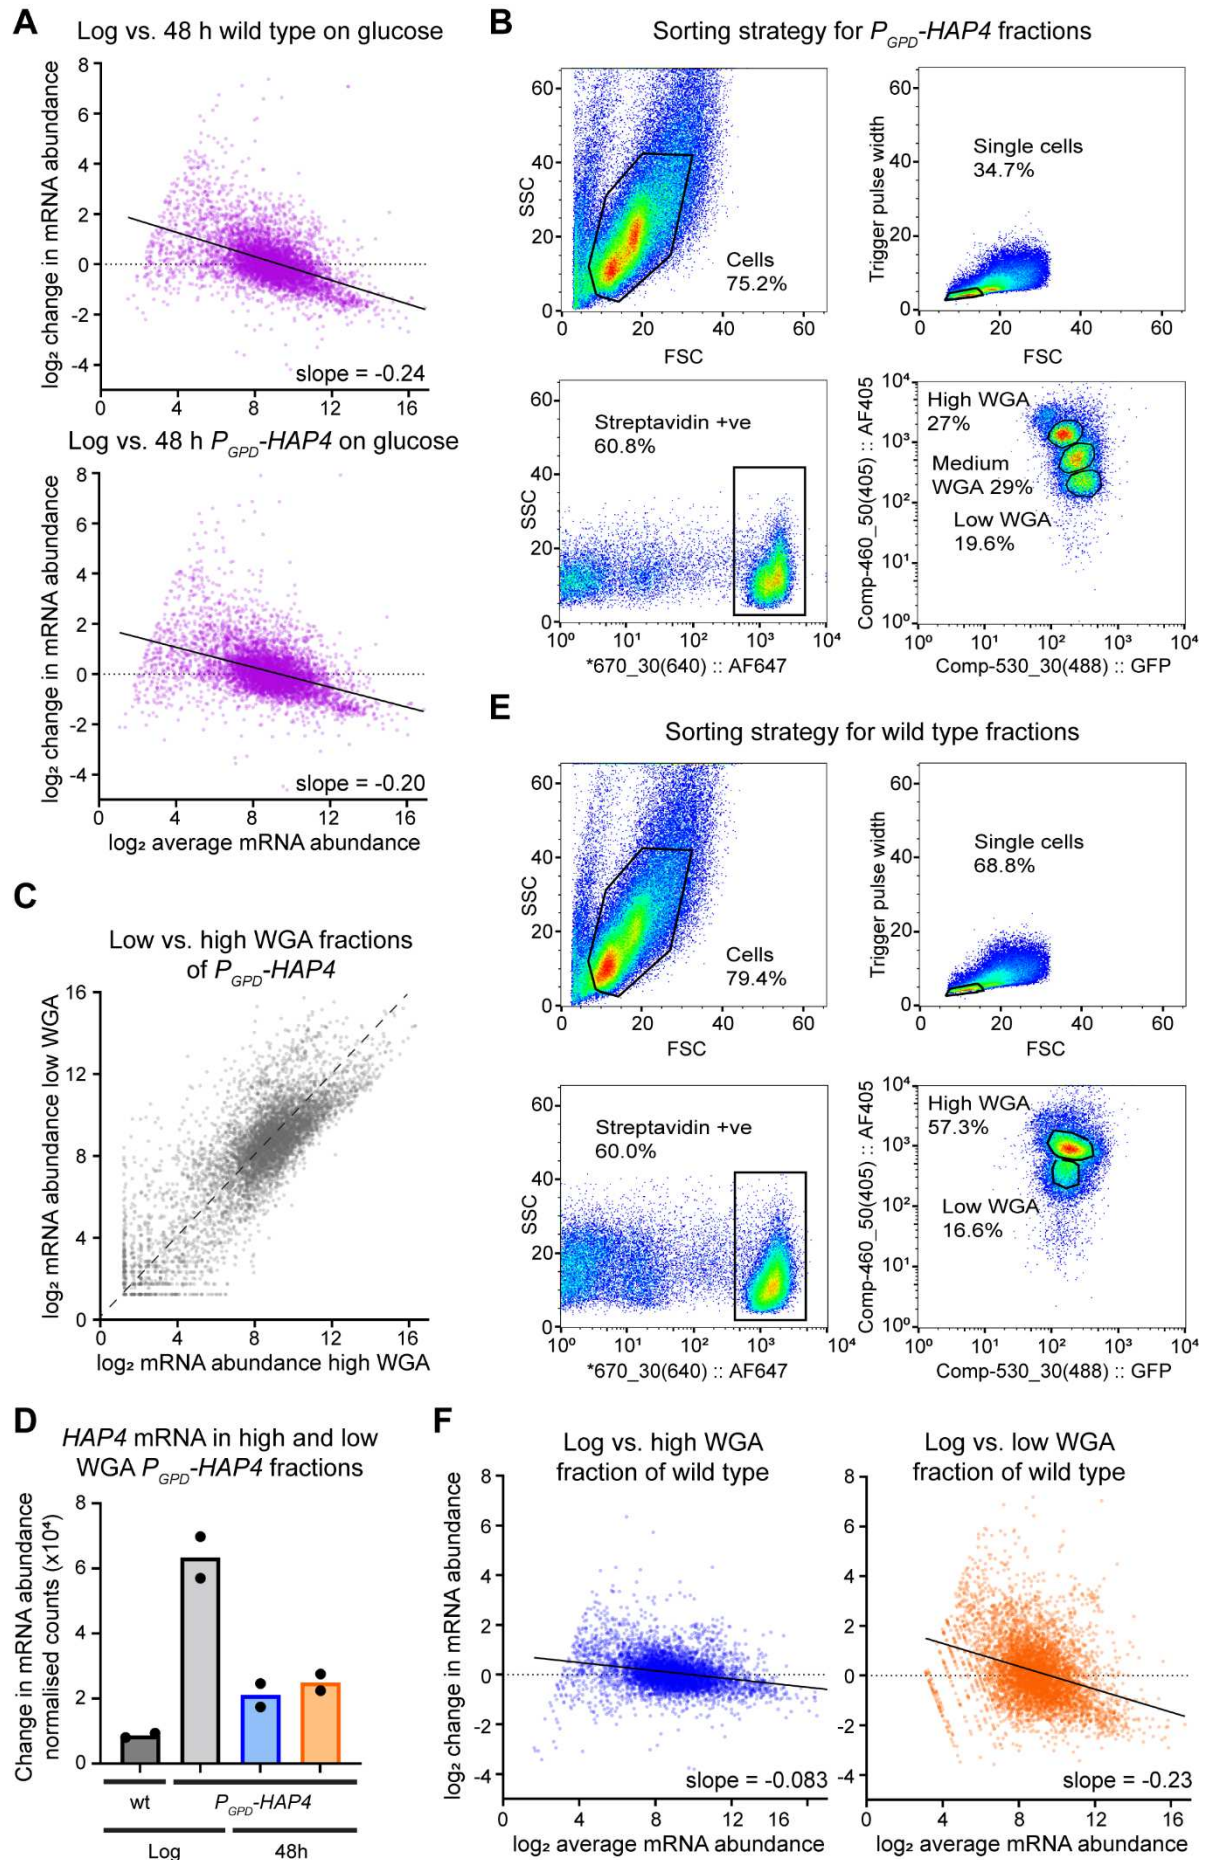 A
Log vs. 48 h wild type on glucose
log₂ change in mRNA abundance
8
6
4
2
0
-2
-4
slope = -0.24
0 4 8 12 16
Log vs. 48 h P_GPD-HAP4 on glucose
log₂ change in mRNA abundance
8
6
4
2
0
-2
-4
slope = -0.20
0 4 8 12 16
log₂ average mRNA abundance
B
Sorting strategy for P_GPD-HAP4 fractions
SSC
60
40
20
0
Cells
75.2%
0 20 40 60
FSC
Trigger pulse width
60
40
20
0
Single cells
34.7%
0 20 40 60
FSC
SSC
60
40
20
0
Streptavidin +ve
60.8%
10⁰ 10¹ 10² 10³ 10⁴
*670_30(640) :: AF647
Comp-460_50(405) :: AF405
10⁴
10³
10²
10¹
10⁰
High WGA
27%
Medium
WGA 29%
Low WGA
19.6%
10⁰ 10¹ 10² 10³ 10⁴
Comp-530_30(488) :: GFP
C
Low vs. high WGA fractions
of P_GPD-HAP4
log₂ mRNA abundance low WGA
16
12
8
4
0
0 4 8 12 16
log₂ mRNA abundance high WGA
E
Sorting strategy for wild type fractions
SSC
60
40
20
0
Cells
79.4%
0 20 40 60
FSC
Trigger pulse width
60
40
20
0
Single cells
68.8%
0 20 40 60
FSC
SSC
60
40
20
0
Streptavidin +ve
60.0%
10⁰ 10¹ 10² 10³ 10⁴
*670_30(640) :: AF647
Comp-460_50(405) :: AF405
10⁴
10³
10²
10¹
10⁰
High WGA
57.3%
Low WGA
16.6%
10⁰ 10¹ 10² 10³ 10⁴
Comp-530_30(488) :: GFP
D
HAP4 mRNA in high and low
WGA P_GPD-HAP4 fractions
Change in mRNA abundance
normalised counts (x10⁴)
8
6
4
2
0
wt P_GPD-HAP4
Log 48h
F
Log vs. high WGA
fraction of wild type
log₂ change in mRNA abundance
8
6
4
2
0
-2
-4
slope = -0.083
0 4 8 12 16
log₂ average mRNA abundance
Log vs. low WGA
fraction of wild type
8
6
4
2
0
-2
-4
slope = -0.23
0 4 8 12 16
log₂ average mRNA abundance